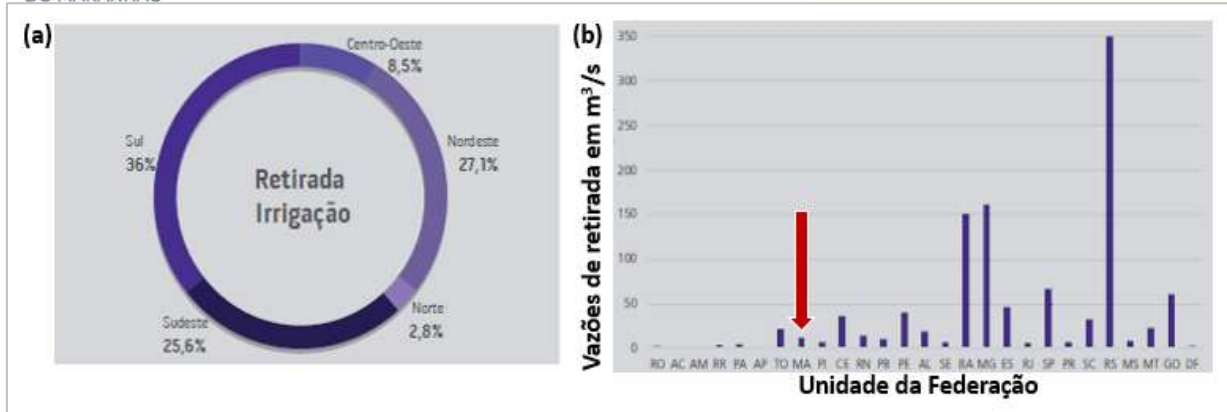 (a)
Centro-Oeste
8,5%
Nordeste
27,1%
Norte
2,8%
Sudeste
25,6%
Sul
36%
Retirada
Irrigação
(b)
Vazões de retirada em m³/s
350
300
250
200
150
100
50
0
RO AC AM RR PA AP TO MA PI CE RN PB PE AL SE BA MG ES RJ SP PR SC RS MS MT GO DF
Unidade da Federação